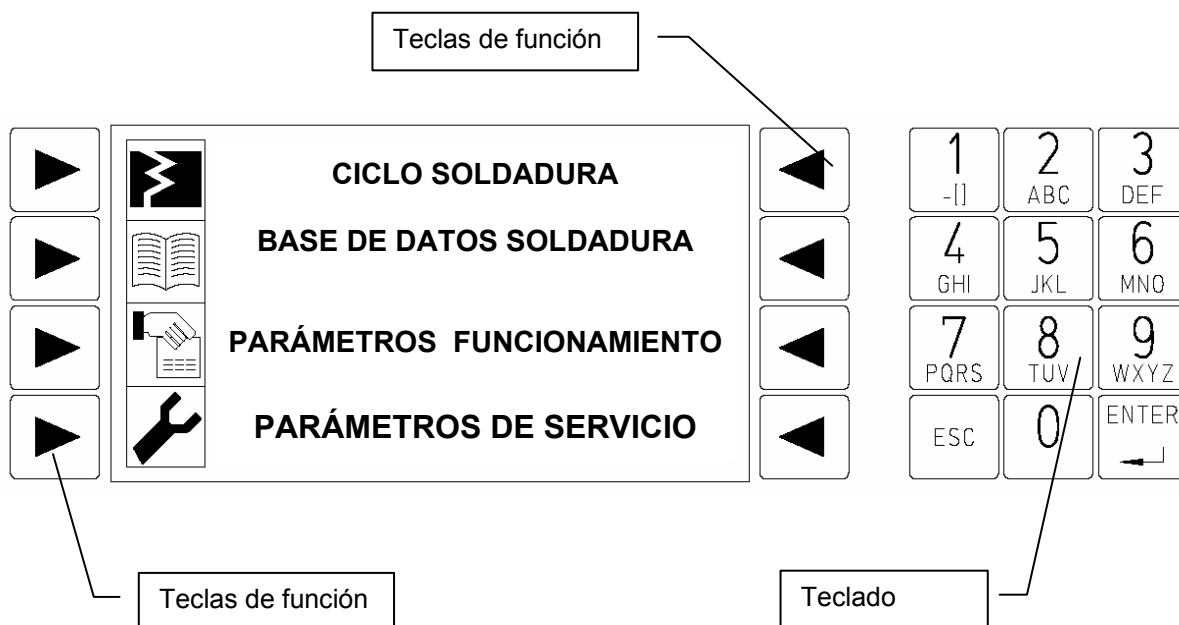 Teclas de función
CICLO SOLDADURA
BASE DE DATOS SOLDADURA
PARÁMETROS FUNCIONAMIENTO
PARÁMETROS DE SERVICIO
1 2 3
-[] ABC DEF
4 5 6
GHI JKL MNO
7 8 9
PQRS TUV WXYZ
ESC 0 ENTER
Teclas de función
Teclado